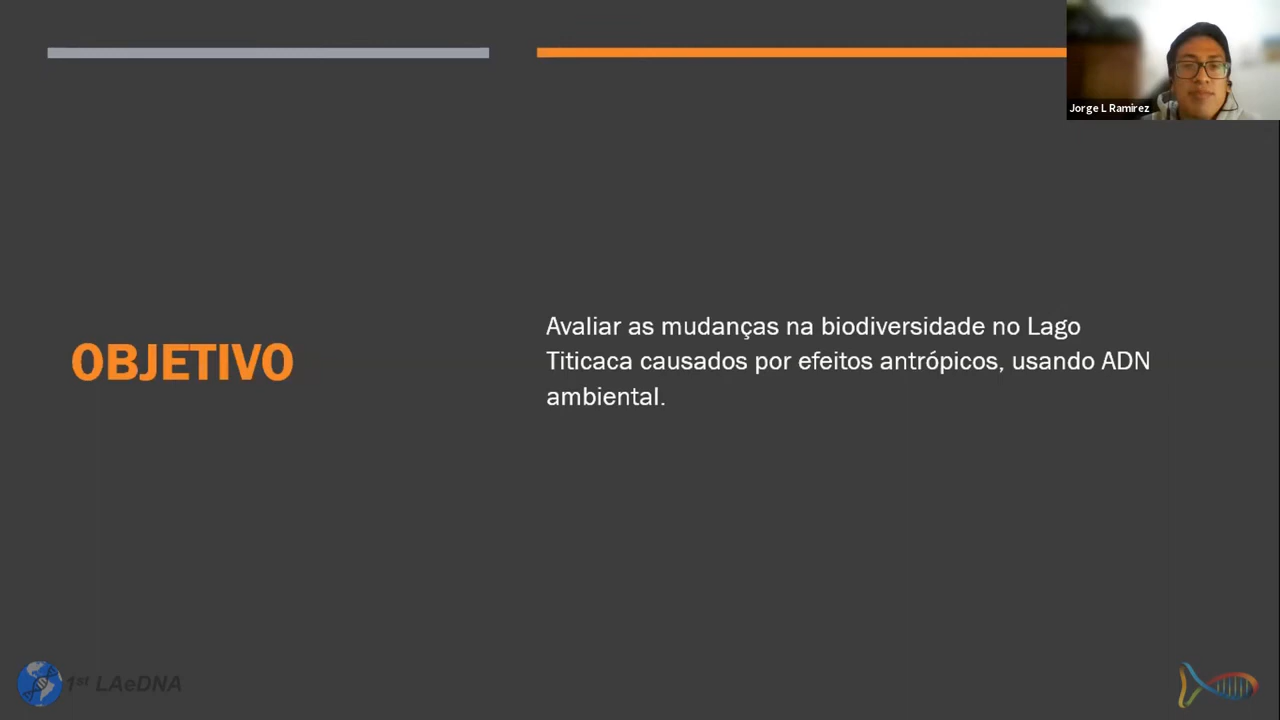 Jorge L Ramirez
OBJETIVO
Avaliar as mudanças na biodiversidade no Lago
Titicaca causados por efeitos antrópicos, usando ADN
ambiental.
1st LAeDNA